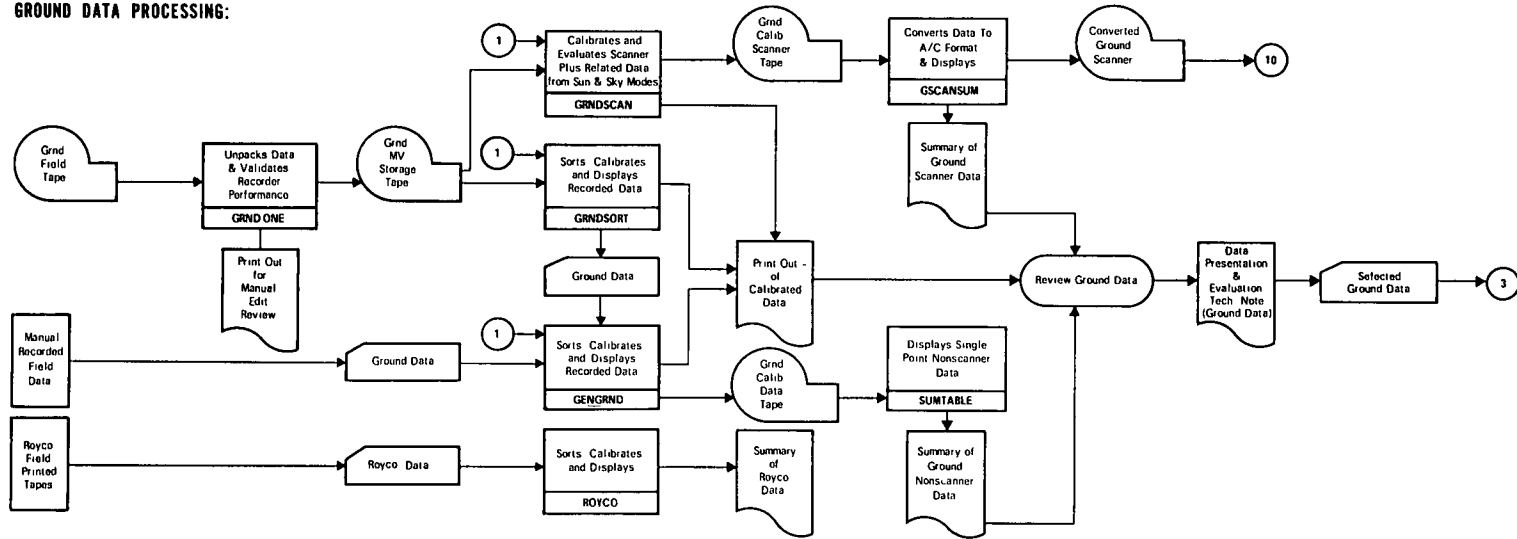 GROUND DATA PROCESSING:
1
Calibrates and
Evaluates Scanner
Plus Related Data
from Sun & Sky Modes
GRNDSCAN
Grnd
Calib
Scanner
Tape
Converts Data To
A/C Format
& Displays
GSCANSUM
Converted
Ground
Scanner
10
Summary of
Ground
Scanner Data
Grnd
Field
Tape
Unpacks Data
& Validates
Recorder
Performance
GRND ONE
Grnd
MV
Storage
Tape
1
Sorts Calibrates
and Displays
Recorded Data
GRNDSORT
Print Out
for
Manual
Edit
Review
Ground Data
Print Out -
of
Calibrated
Data
Review Ground Data
Data
Presentation
&
Evaluation
Tech Note
(Ground Data)
Selected
Ground Data
3
Manual
Recorded
Field
Data
Ground Data
1
Sorts Calibrates
and Displays
Recorded Data
GENGRND
Grnd
Calib
Data
Tape
Displays Single
Point Nonscanner
Data
SUMTABLE
Royco
Field
Printed
Tapes
Royco Data
Sorts Calibrates
and Displays
ROYCO
Summary
of
Royco
Data
Summary of
Ground
Nonscanner
Data